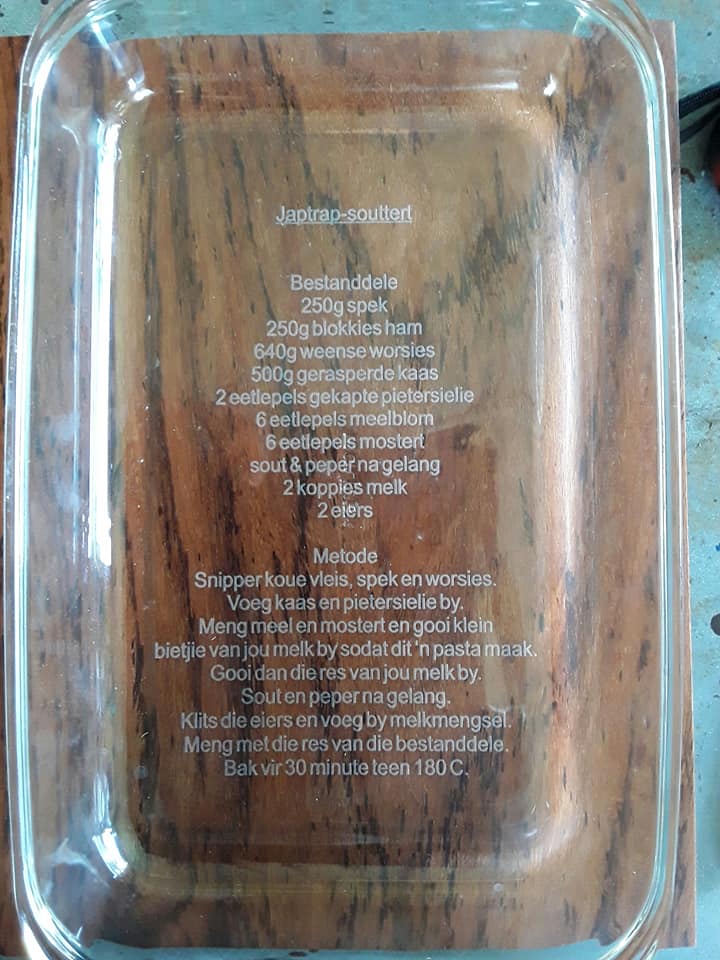 Japtrap-souttert
Bestanddele
250g spek
250g blokkies ham
640g weense worsies
500g gerasperde kaas
2 eetlepels gekapte pietersielie
6 eetlepels meelblom
6 eetlepels mostert
sout & peper na gelang
2 koppies melk
2 eiers
Metode
Snipper koue vleis, spek en worsies.
Voeg kaas en pietersielie by.
Meng meel en mostert en gooi klein
bietjie van jou melk by sodat dit 'n pasta maak.
Gooi dan die res van jou melk by.
Sout en peper na gelang.
Klits die eiers en voeg by melkmengsel.
Meng met die res van die bestanddele.
Bak vir 30 minute teen 180 C.